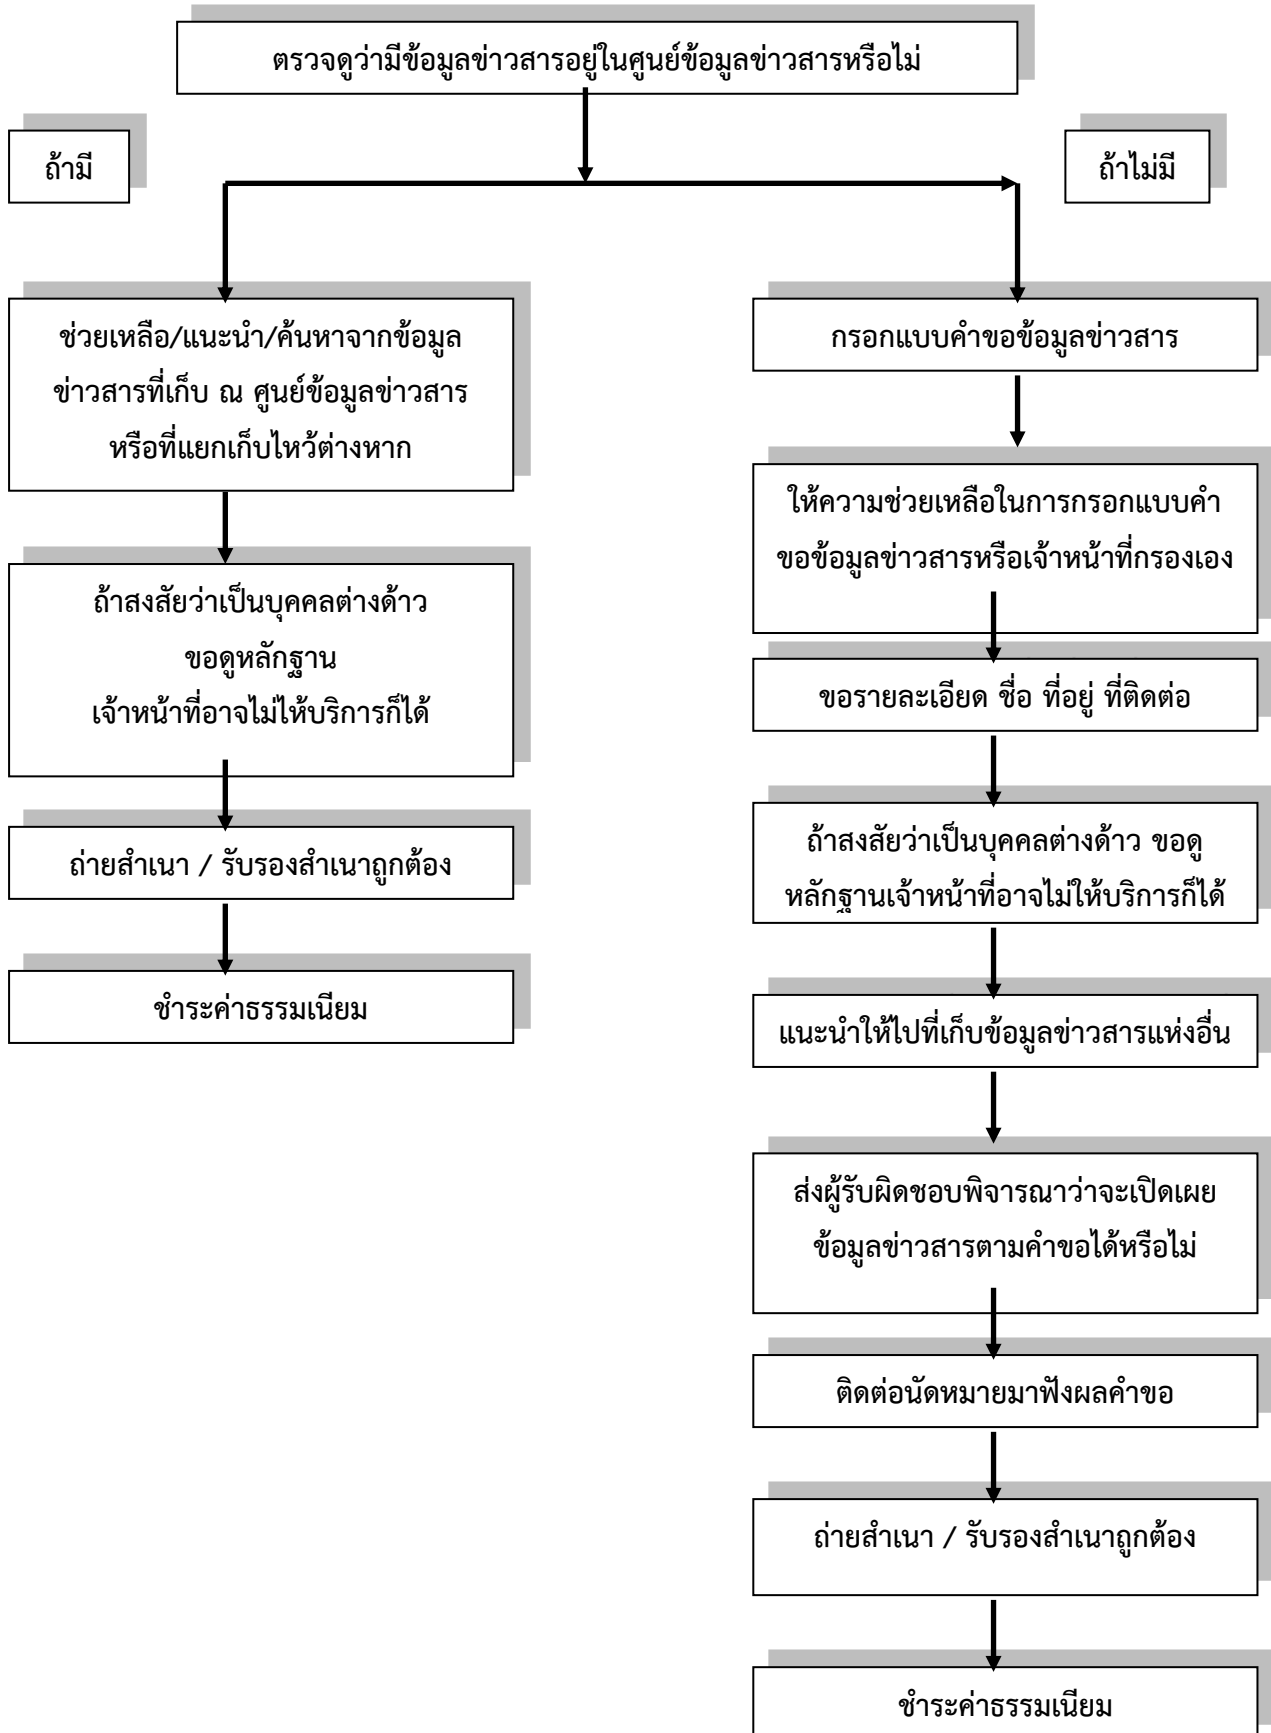 ตรวจดูว่ามีข้อมูลข่าวสารอยู่ในศูนย์ข้อมูลข่าวสารหรือไม่
ถ้ามี
ถ้าไม่มี
ช่วยเหลือ/แนะนำ/ค้นหาจากข้อมูล
ข่าวสารที่เก็บ ณ ศูนย์ข้อมูลข่าวสาร
หรือที่แยกเก็บไหว้ต่างหาก
ถ้าสงสัยว่าเป็นบุคคลต่างด้าว
ขอดูหลักฐาน
เจ้าหน้าที่อาจไม่ไห้บริการก็ได้
ถ่ายสำเนา / รับรองสำเนาถูกต้อง
ชำระค่าธรรมเนียม
กรอกแบบคำขอข้อมูลข่าวสาร
ให้ความช่วยเหลือในการกรอกแบบคำ
ขอข้อมูลข่าวสารหรือเจ้าหน้าที่กรองเอง
ขอรายละเอียด ชื่อ ที่อยู่ ที่ติดต่อ
ถ้าสงสัยว่าเป็นบุคคลต่างด้าว ขอดู
หลักฐานเจ้าหน้าที่อาจไม่ให้บริการก็ได้
แนะนำให้ไปที่เก็บข้อมูลข่าวสารแห่งอื่น
ส่งผู้รับผิดชอบพิจารณาว่าจะเปิดเผย
ข้อมูลข่าวสารตามคำขอได้หรือไม่
ติดต่อนัดหมายมาฟังผลคำขอ
ถ่ายสำเนา / รับรองสำเนาถูกต้อง
ชำระค่าธรรมเนียม